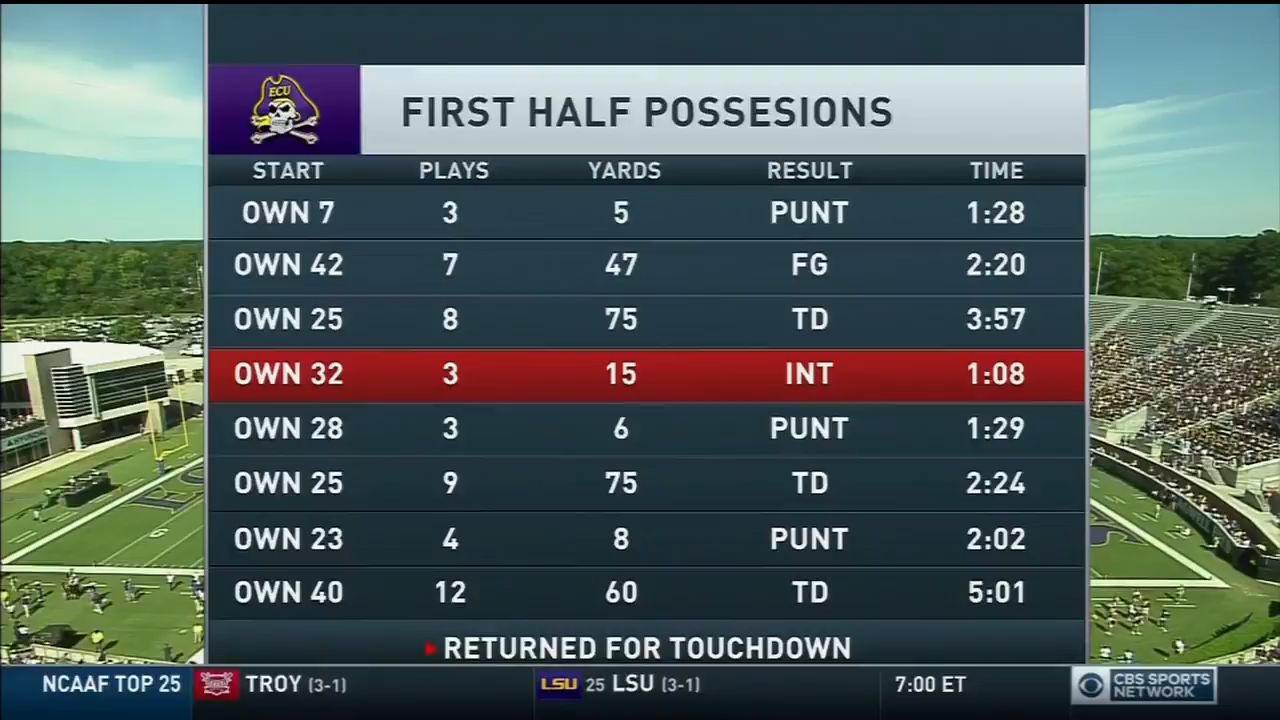 ECU
FIRST HALF POSSESIONS
START PLAYS YARDS RESULT TIME
OWN 7 3 5 PUNT 1:28
OWN 42 7 47 FG 2:20
OWN 25 8 75 TD 3:57
OWN 32 3 15 INT 1:08
OWN 28 3 6 PUNT 1:29
OWN 25 9 75 TD 2:24
OWN 23 4 8 PUNT 2:02
OWN 40 12 60 TD 5:01
RETURNED FOR TOUCHDOWN
NCAAF TOP 25 TROY (3-1) LSU 25 LSU (3-1) 7:00 ET CBS SPORTS NETWORK